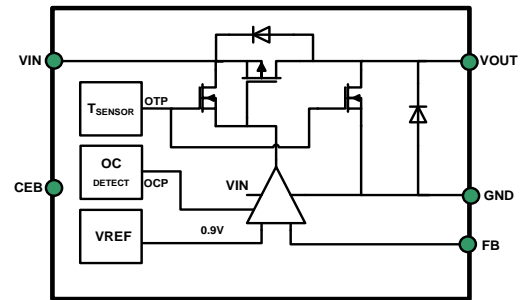 VIN
VOUT
TSENSOR
OTP
OC
DETECT
OCP
CEB
VIN
GND
VREF
0.9V
FB